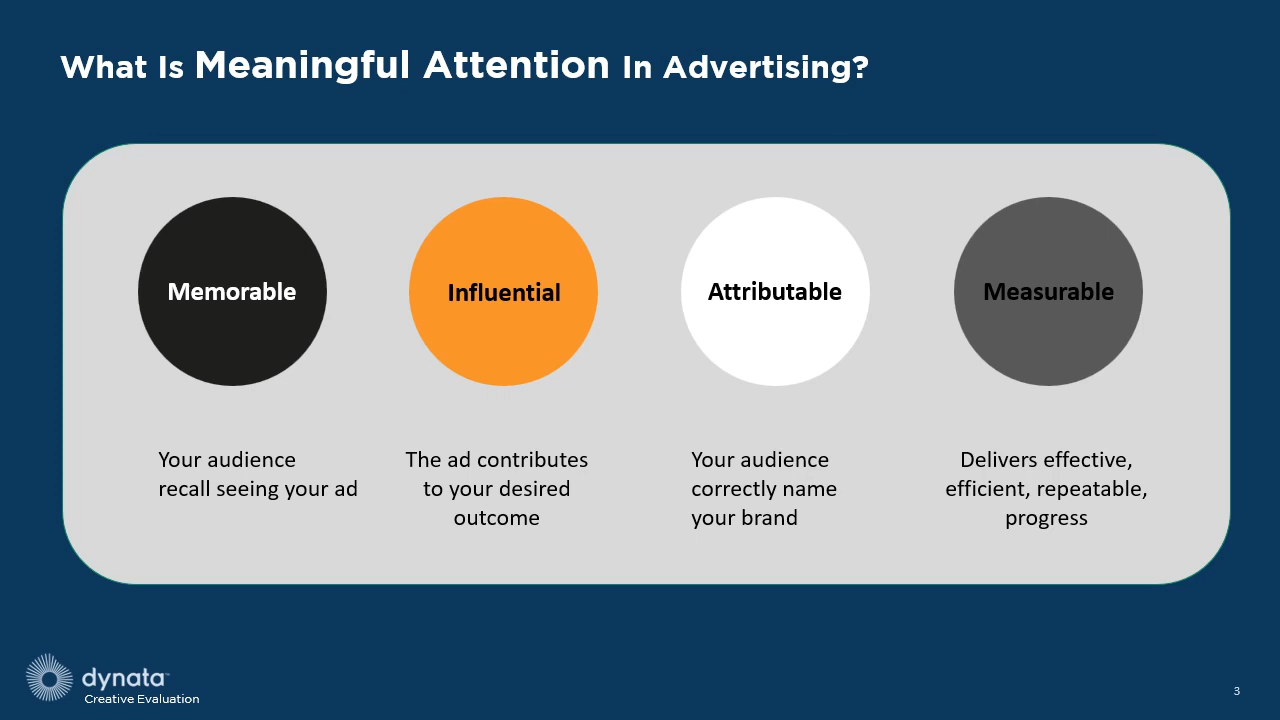 What Is Meaningful Attention In Advertising?
Memorable
Influential
Attributable
Measurable
Your audience
recall seeing your ad
The ad contributes
to your desired
outcome
Your audience
correctly name
your brand
Delivers effective,
efficient, repeatable,
progress
dynata™
Creative Evaluation
3